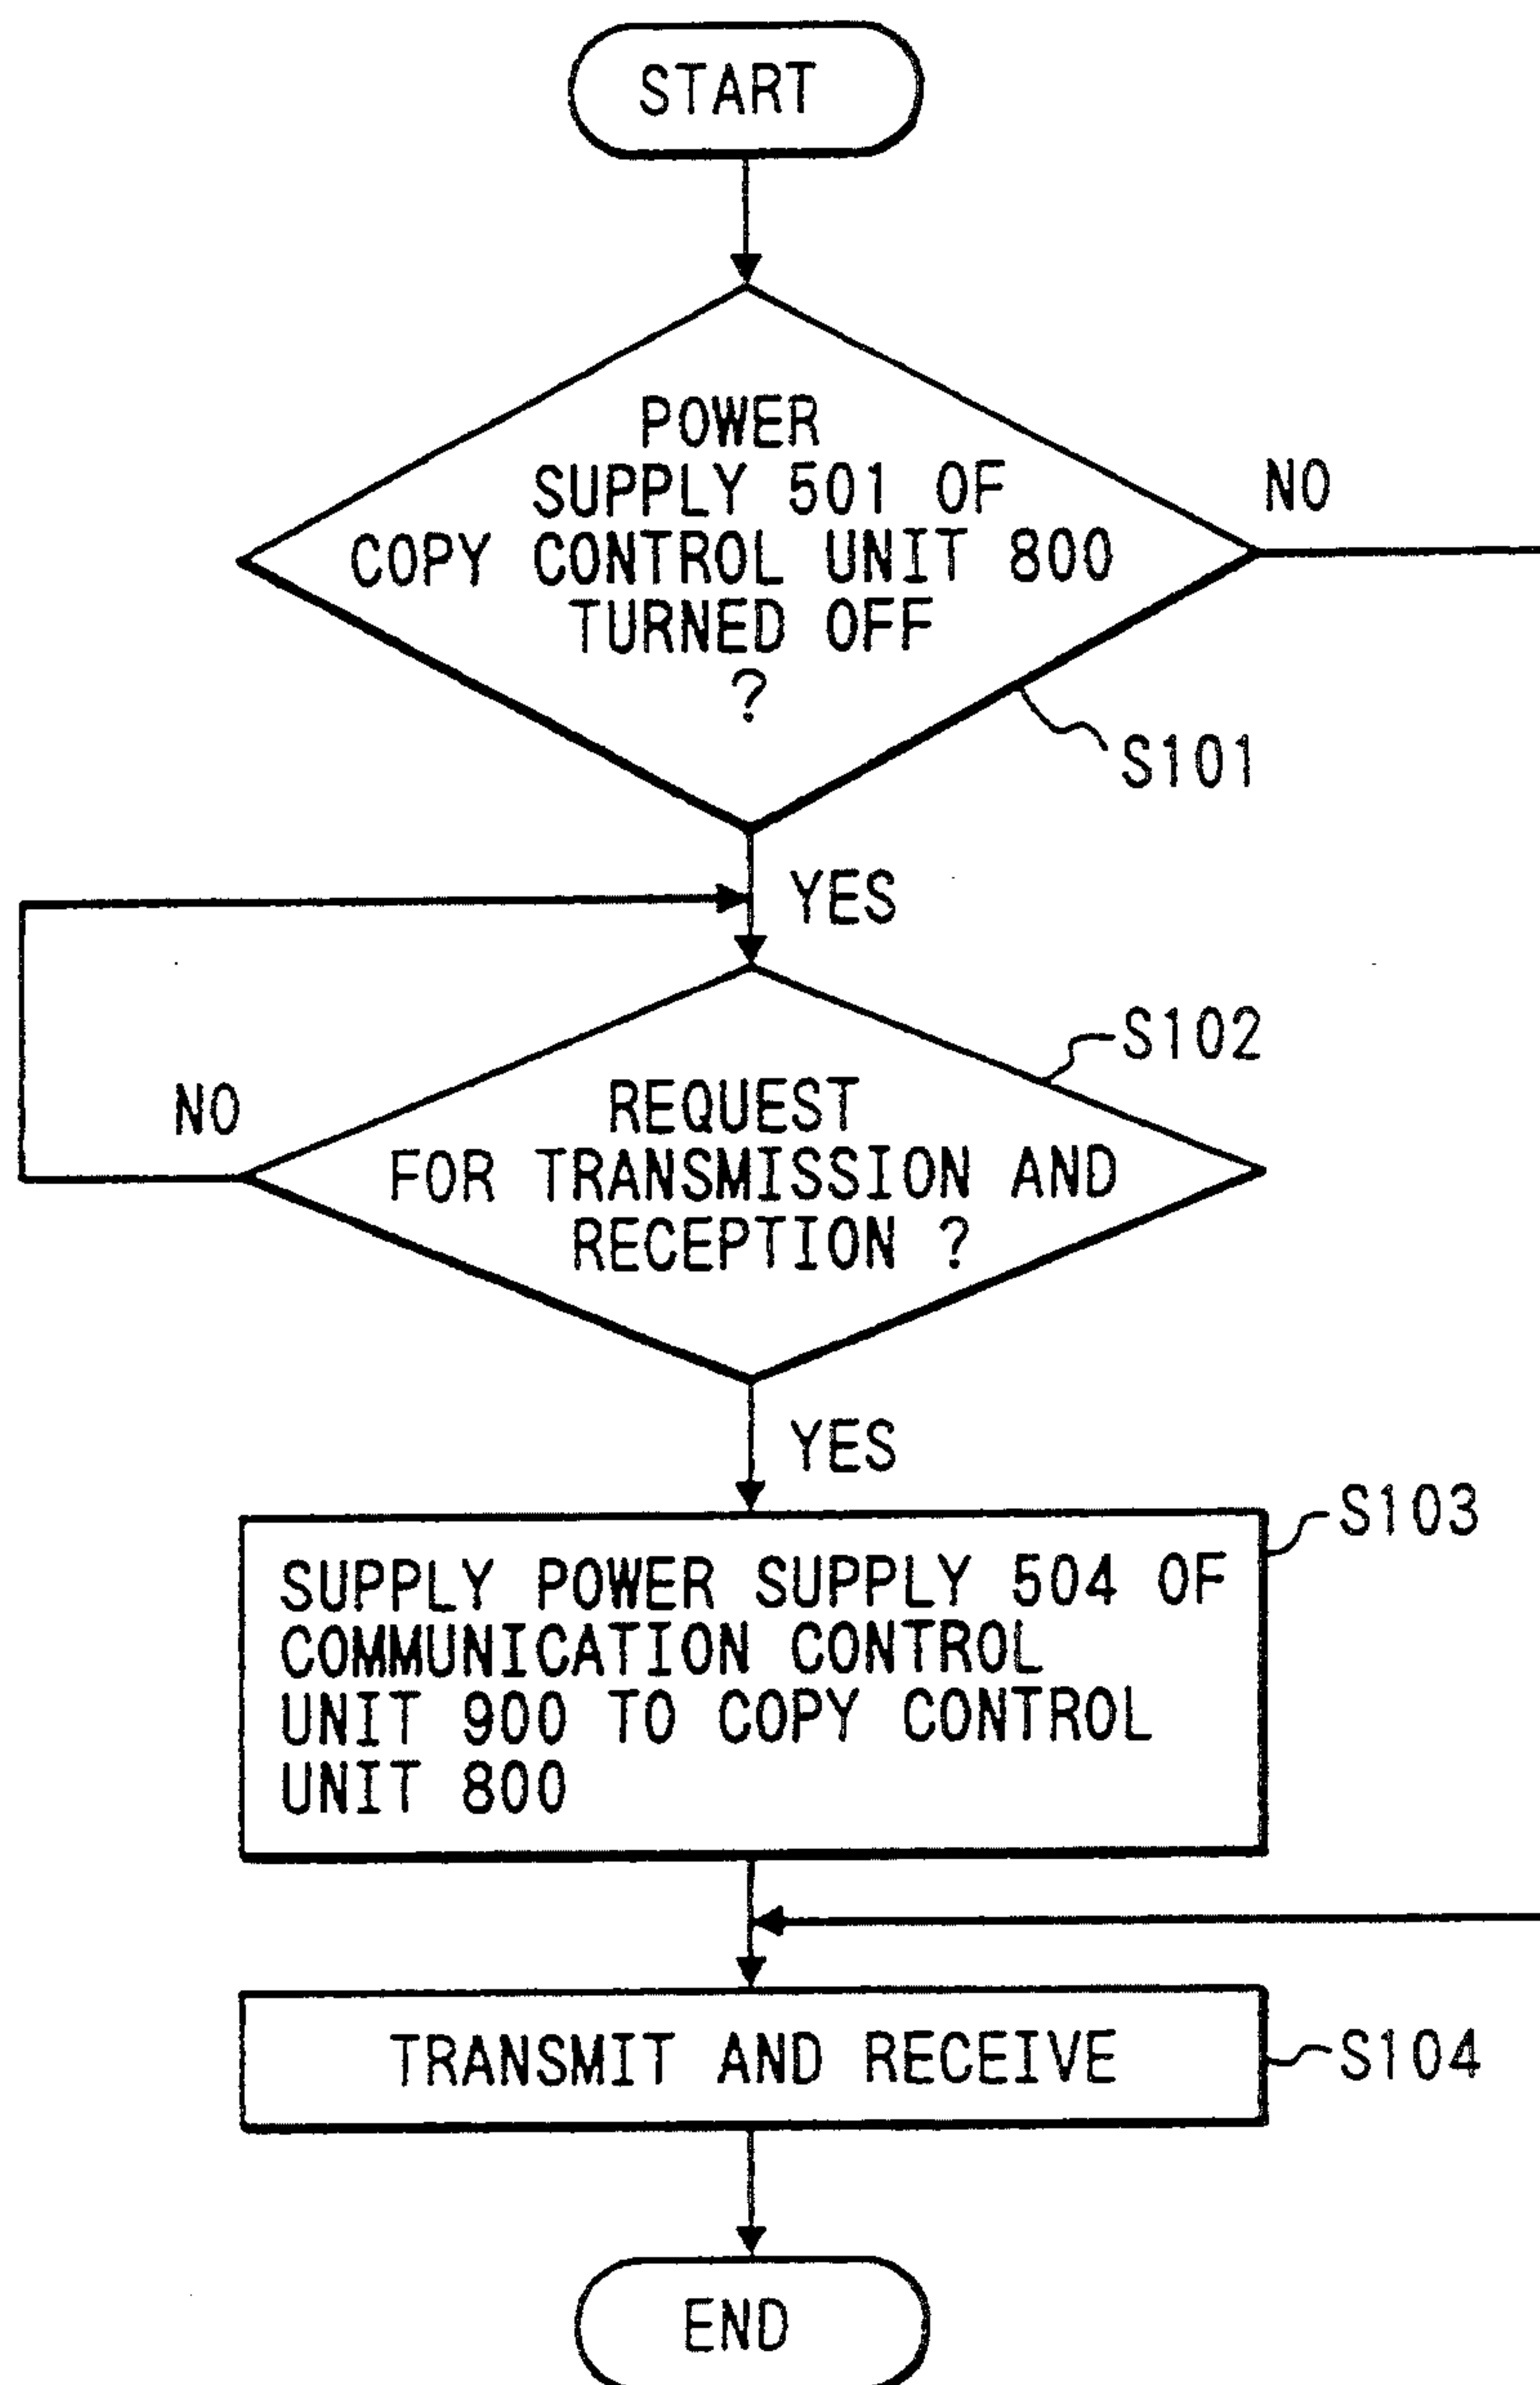 START
POWER
SUPPLY 501 OF
COPY CONTROL UNIT 800
TURNED OFF
?
NO
S101
YES
S102
NO
REQUEST
FOR TRANSMISSION AND
RECEPTION ?
YES
S103
SUPPLY POWER SUPPLY 504 OF
COMMUNICATION CONTROL
UNIT 900 TO COPY CONTROL
UNIT 800
TRANSMIT AND RECEIVE
S104
END